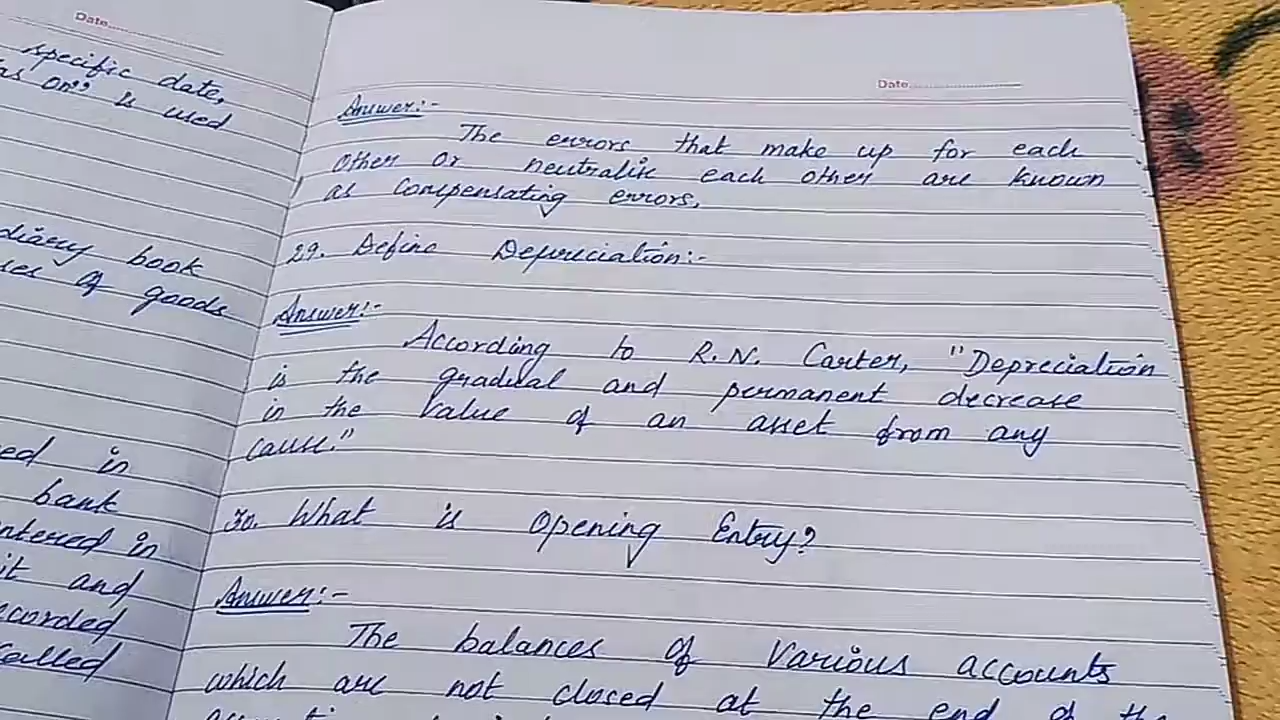 Date
specific date,
as on" is used
diary book
of goods
ed in
bank
ntered in
it and
corded
called
Date
Answer:-
The errors that make up for each
other or neutralise each other are known
as compensating errors.
29. Define Depreciation:-
Answer:-
According to R.N. Carter, "Depreciation
is the gradual and permanent decrease
in the value of an asset from any
cause."
30. What is opening Entry?
Answer:-
The balances of various accounts
which are not closed at the end of the